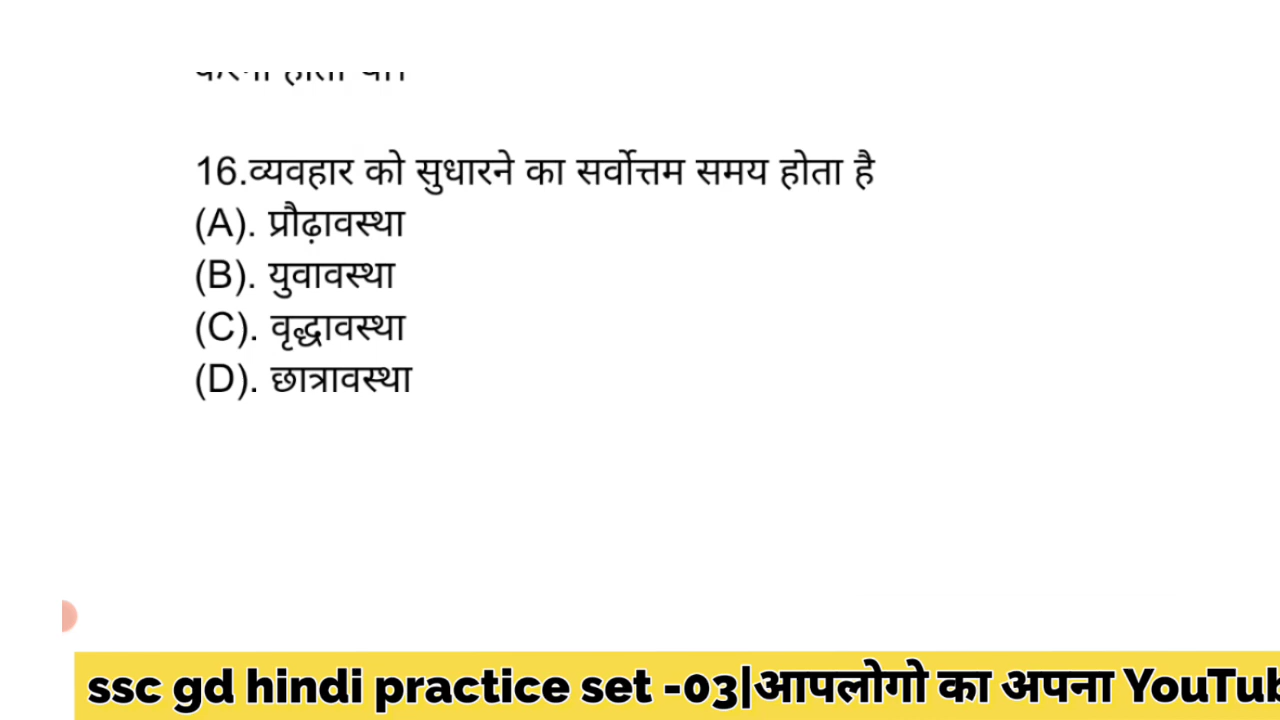 16.व्यवहार को सुधारने का सर्वोत्तम समय होता है
(A). प्रौढ़ावस्था
(B). युवावस्था
(C). वृद्धावस्था
(D). छात्रावस्था
ssc gd hindi practice set -03|आपलोगो का अपना YouTub